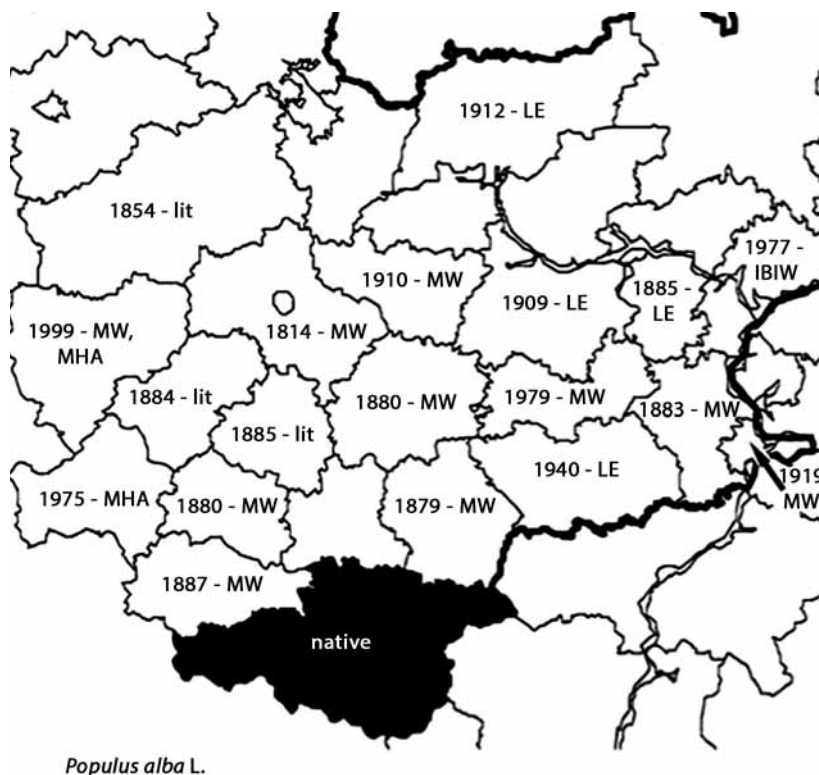 1912 - LE
1854 - lit
1977 -
IBIW
1910 - MW
1885 -
LE
1909 - LE
1999 - MW,
MHA
1814 - MW
1884 - lit
1880 - MW
1979 - MW
1883 - MW
1885 - lit
1940 - LE
1919
MW
1975 - MHA
1880 - MW
1879 - MW
1887 - MW
native
Populus alba L.